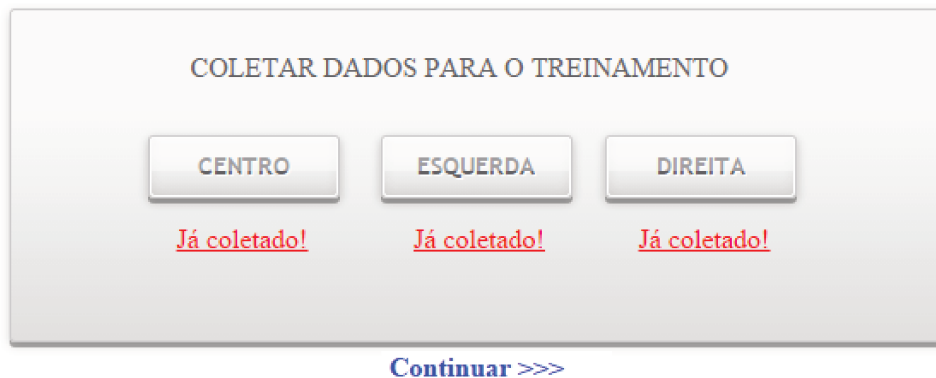 COLETAR DADOS PARA O TREINAMENTO
CENTRO ESQUERDA DIREITA
Já coletado! Já coletado! Já coletado!
Continuar >>>